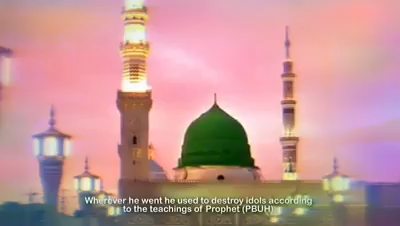 Wherever he went he used to destroy idols according
to the teachings of Prophet (PBUH)